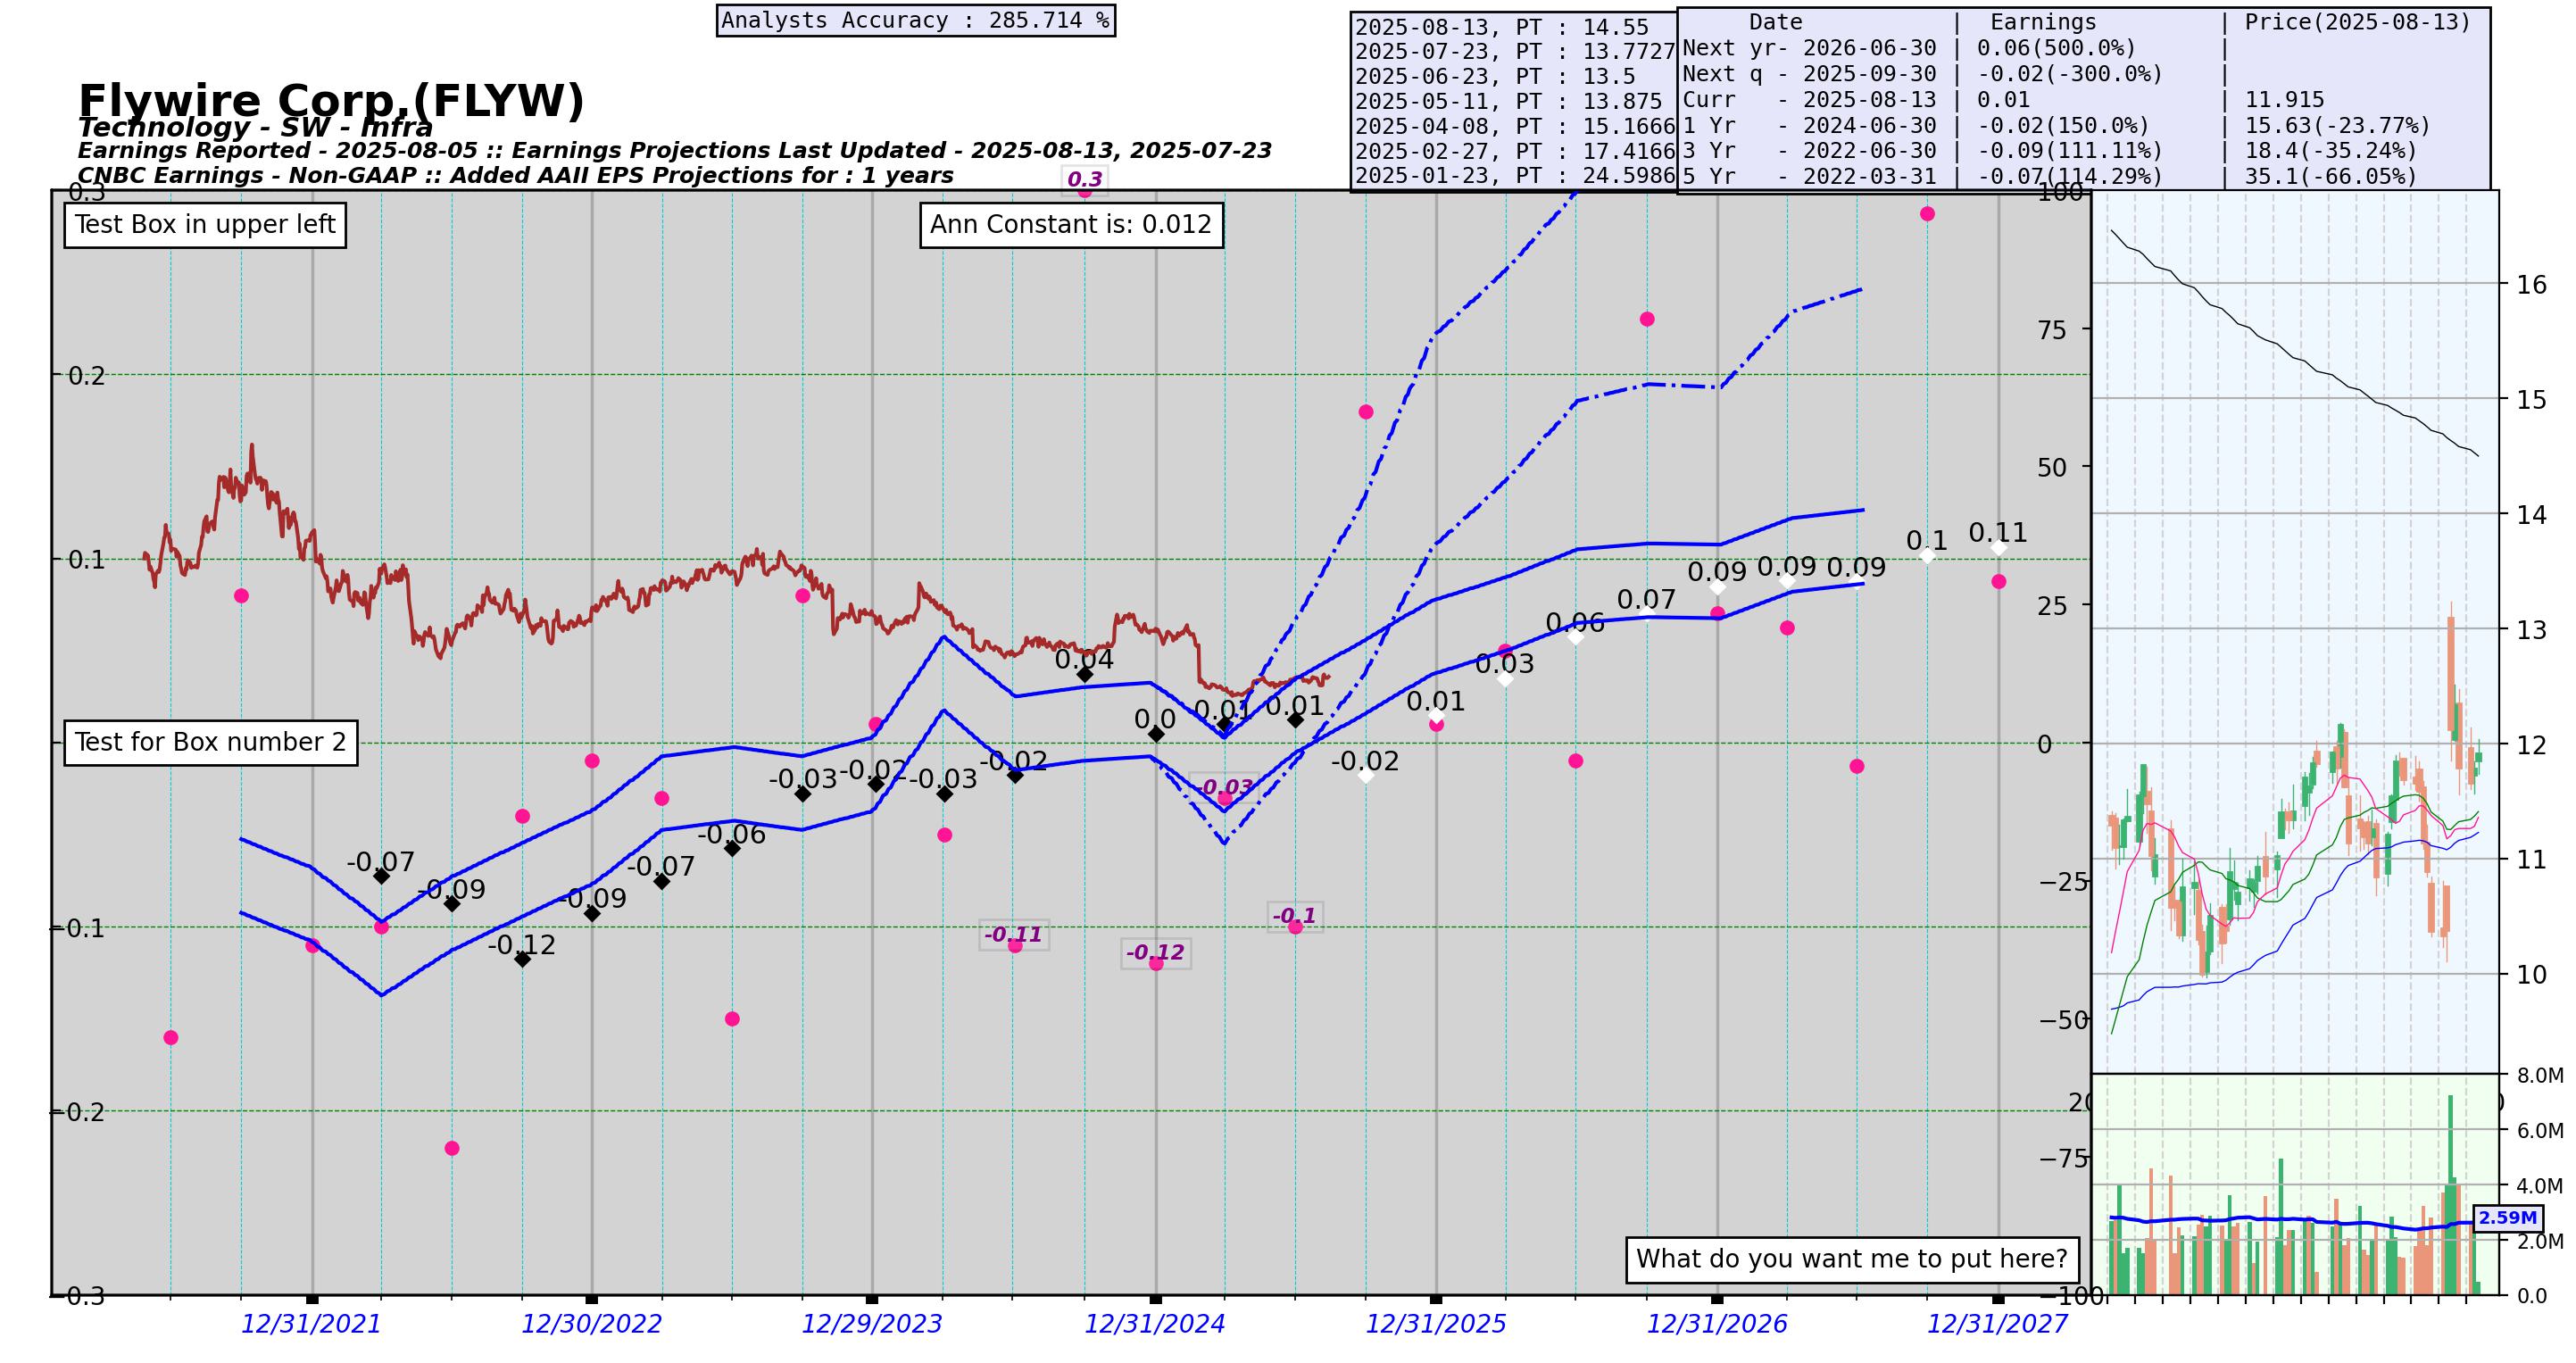 Analysts Accuracy : 285.714 %
2025-08-13, PT : 14.55
2025-07-23, PT : 13.7727
2025-06-23, PT : 13.5
2025-05-11, PT : 13.875
2025-04-08, PT : 15.1666
2025-02-27, PT : 17.4166
2025-01-23, PT : 24.5986
Date | Earnings | Price(2025-08-13)
Next yr- 2026-06-30 | 0.06(500.0%) |
Next q - 2025-09-30 | -0.02(-300.0%) |
Curr - 2025-08-13 | 0.01 | 11.915
1 Yr - 2024-06-30 | -0.02(150.0%) | 15.63(-23.77%)
3 Yr - 2022-06-30 | -0.09(111.11%) | 18.4(-35.24%)
5 Yr - 2022-03-31 | -0.07(114.29%) | 35.1(-66.05%)
Flywire Corp,(FLYW)
Technology - SW - Infra
Earnings Reported - 2025-08-05 :: Earnings Projections Last Updated - 2025-08-13, 2025-07-23
CNBC Earnings - Non-GAAP :: Added AAII EPS Projections for : 1 years
0.3
0.2
0.1
−0.1
−0.2
−0.3
Test Box in upper left
Ann Constant is: 0.012
Test for Box number 2
What do you want me to put here?
0.3
-0.11
-0.12
-0.03
-0.1
-0.07
-0.09
-0.12
-0.09
-0.07
-0.06
-0.03
-0.02
-0.03
-0.02
0.04
0.0
0.01
0.01
-0.02
0.01
0.03
0.06
0.07
0.09
0.09
0.09
0.1
0.11
100
75
50
25
0
−25
−50
−75
−100
16
15
14
13
12
11
10
8.0M
6.0M
4.0M
2.59M
2.0M
0.0
12/31/2021
12/30/2022
12/29/2023
12/31/2024
12/31/2025
12/31/2026
12/31/2027